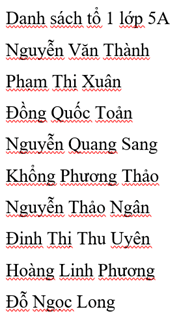 Danh sách tổ 1 lớp 5A
Nguyễn Văn Thành
Phạm Thị Xuân
Đồng Quốc Toản
Nguyễn Quang Sang
Khổng Phương Thảo
Nguyễn Thảo Ngân
Đinh Thị Thu Uyên
Hoàng Linh Phương
Đỗ Ngọc Long